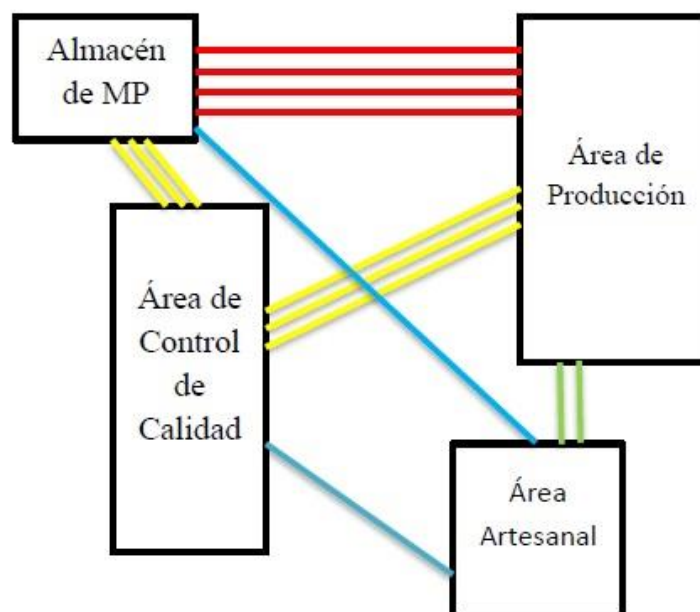 Almacén
de MP
Área de
Producción
Área de
Control
de
Calidad
Área
Artesanal